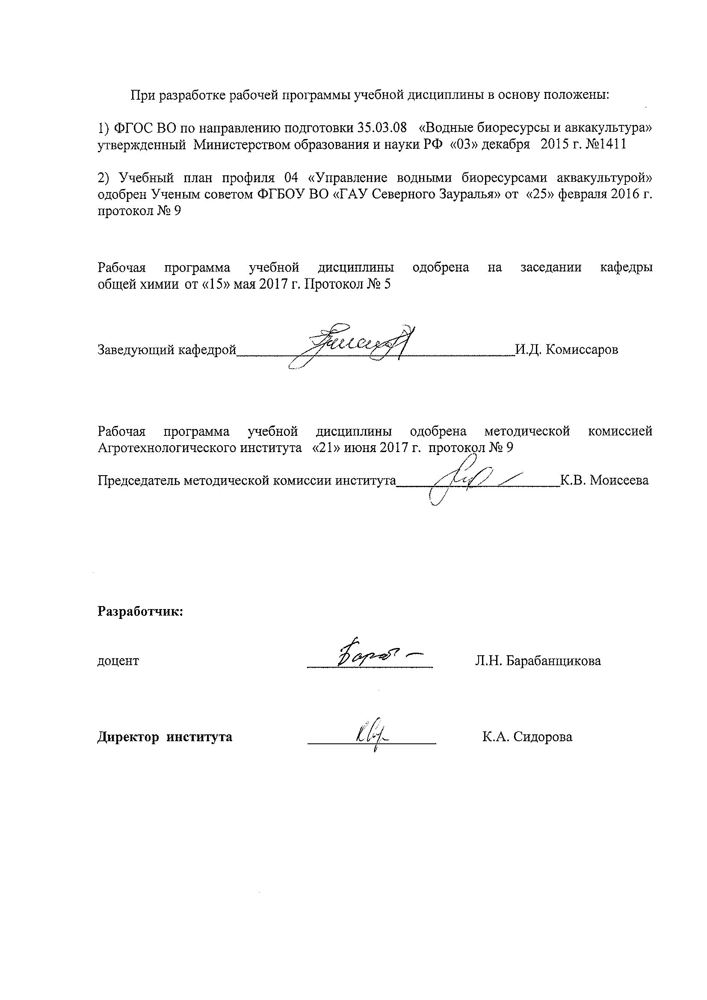 При разработке рабочей программы учебной дисциплины в основу положены:
1) ФГОС ВО по направлению подготовки 35.03.08 «Водные биоресурсы и авкакультура»
утвержденный Министерством образования и науки РФ «03» декабря 2015 г. №1411
2) Учебный план профиля 04 «Управление водными биоресурсами аквакультурой»
одобрен Ученым советом ФГБОУ ВО «ГАУ Северного Зауралья» от «25» февраля 2016 г.
протокол № 9
Рабочая программа учебной дисциплины одобрена на заседании кафедры
общей химии от «15» мая 2017 г. Протокол № 5
Заведующий кафедрой И.Д. Комиссаров
Рабочая программа учебной дисциплины одобрена методической комиссией
Агротехнологического института «21» июня 2017 г. протокол № 9
Председатель методической комиссии института К.В. Моисеева
Разработчик:
доцент Л.Н. Барабанщикова
Директор института К.А. Сидорова